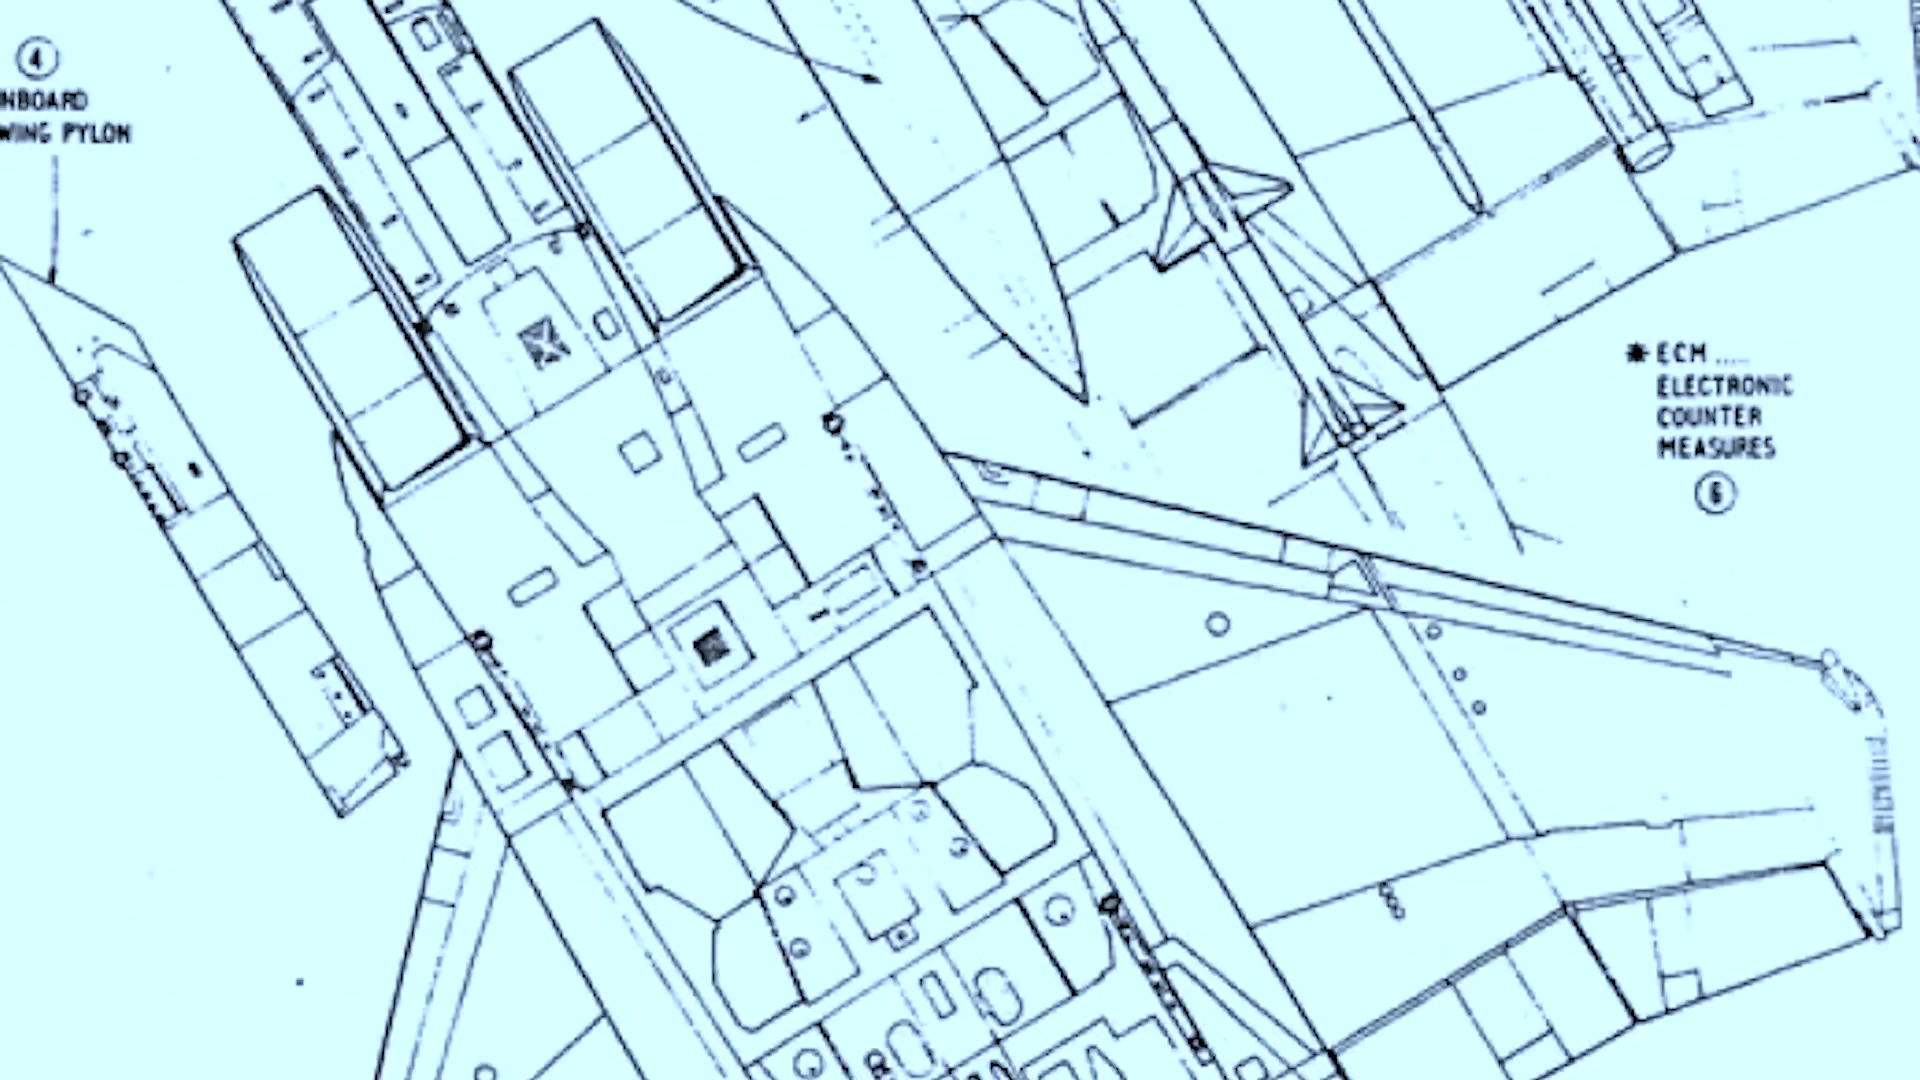 4
NBOARD
WING PYLON
* ECM .....
ELECTRONIC
COUNTER
MEASURES
6